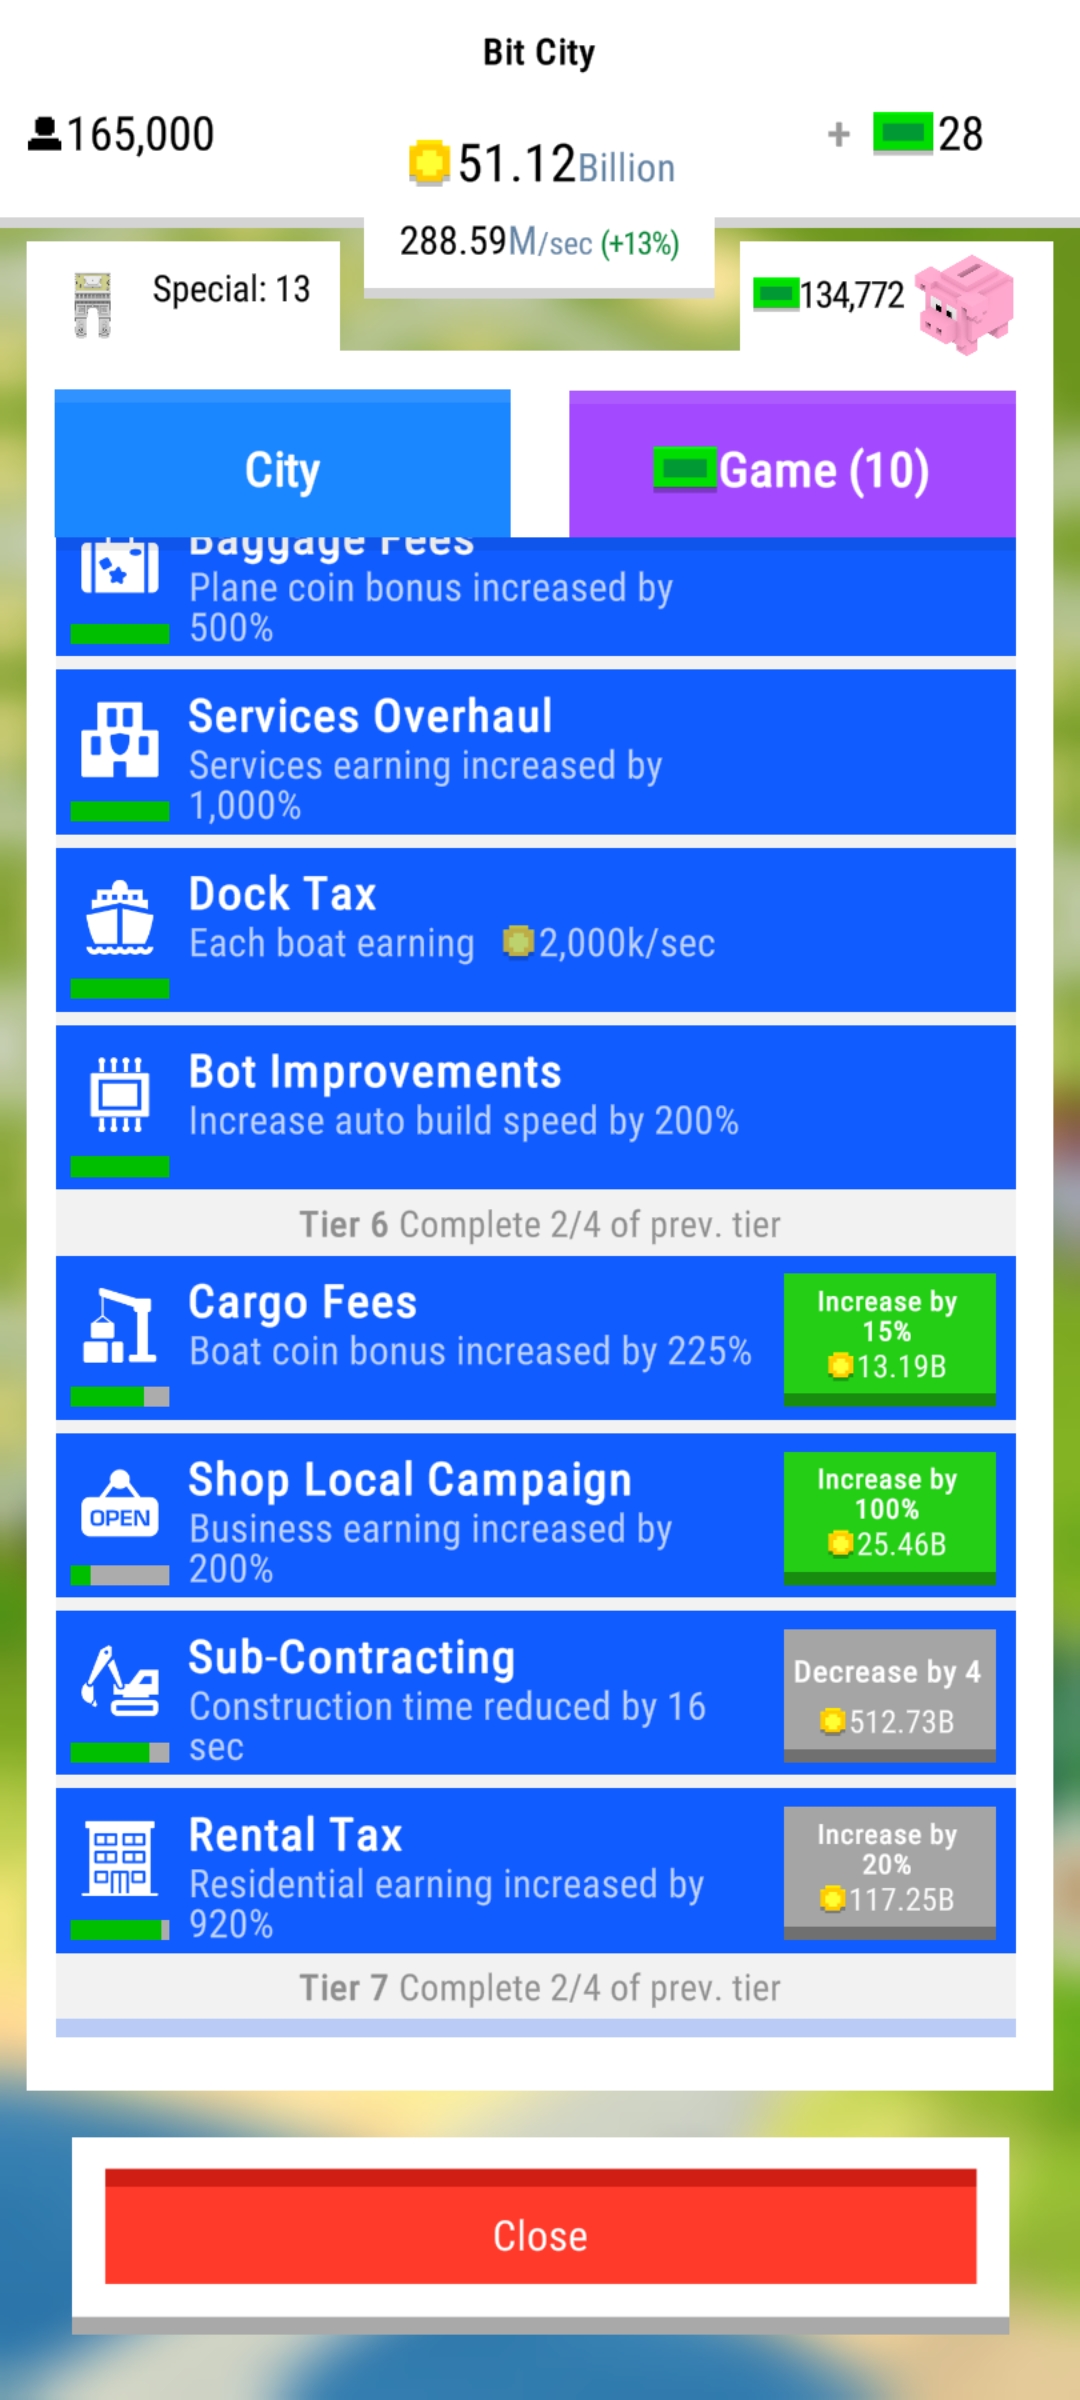 Bit City
165,000
51.12Billion
+ 28
288.59M/sec (+13%)
Special: 13
134,772
City
Game (10)
Baggage Fees
Plane coin bonus increased by
500%
Services Overhaul
Services earning increased by
1,000%
Dock Tax
Each boat earning 2,000k/sec
Bot Improvements
Increase auto build speed by 200%
Tier 6 Complete 2/4 of prev. tier
Cargo Fees
Boat coin bonus increased by 225%
Increase by
15%
13.19B
OPEN
Shop Local Campaign
Business earning increased by
200%
Increase by
100%
25.46B
Sub-Contracting
Construction time reduced by 16
sec
Decrease by 4
512.73B
Rental Tax
Residential earning increased by
920%
Increase by
20%
117.25B
Tier 7 Complete 2/4 of prev. tier
Close